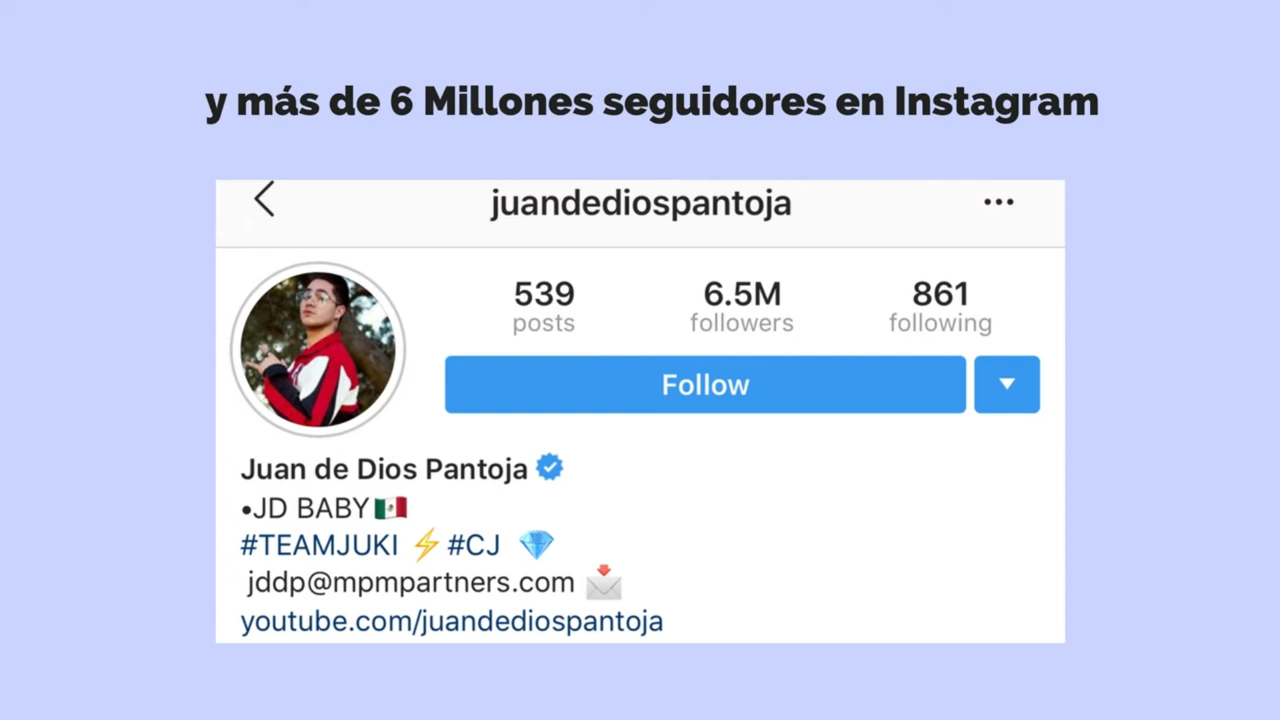 y más de 6 Millones seguidores en Instagram
juandediospantoja
539 6.5M 861
posts followers following
Follow
Juan de Dios Pantoja
•JD BABY🇲🇽
#TEAMJUKI ⚡#CJ 💎
jddp@mpmpartners.com 📩
youtube.com/juandediospantoja